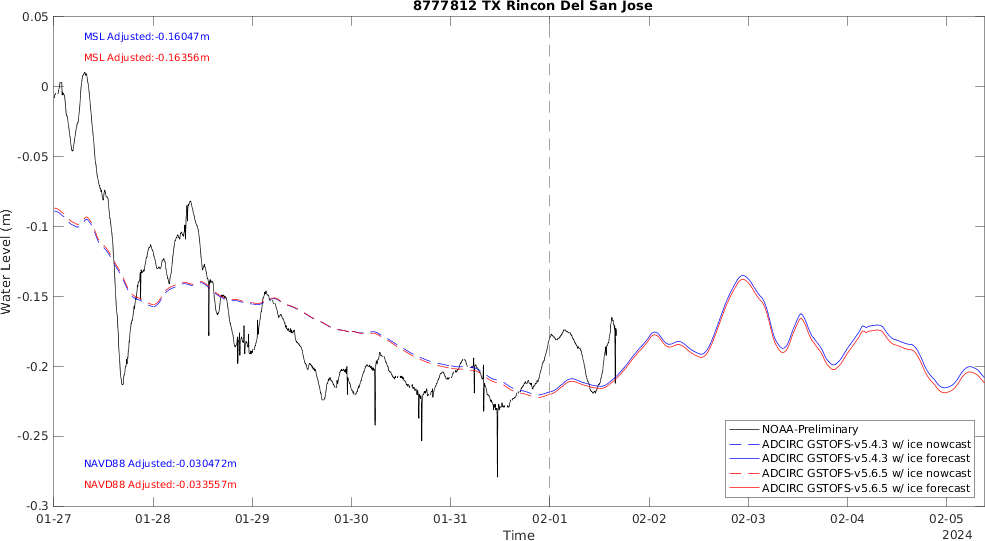 8777812 TX Rincon Del San Jose
MSL Adjusted:-0.16047m
MSL Adjusted:-0.16356m
Water Level (m)
0.05
0
-0.05
-0.1
-0.15
-0.2
-0.25
-0.3
NAVD88 Adjusted:-0.030472m
NAVD88 Adjusted:-0.033557m
NOAA-Preliminary
ADCIRC GSTOFS-v5.4.3 w/ ice nowcast
ADCIRC GSTOFS-v5.4.3 w/ ice forecast
ADCIRC GSTOFS-v5.6.5 w/ ice nowcast
ADCIRC GSTOFS-v5.6.5 w/ ice forecast
01-27 01-28 01-29 01-30 01-31 02-01 02-02 02-03 02-04 02-05
Time
2024